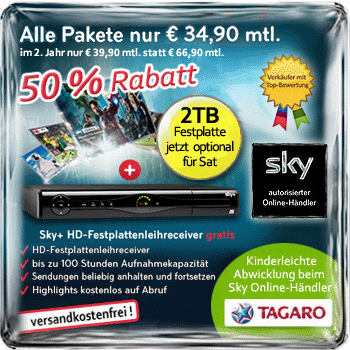 Alle Pakete nur € 34,90 mtl.
im 2. Jahr nur € 39,90 mtl. statt € 66,90 mtl.
50 % Rabatt
Verkäufer mit
Top-Bewertung
2TB
Festplatte
jetzt optional
für Sat
+
sky
autorisierter
Online-Händler
sky+
Sky+ HD-Festplattenleihreceiver gratis
✓ HD-Festplattenleihreceiver
✓ bis zu 100 Stunden Aufnahmekapazität
✓ Sendungen beliebig anhalten und fortsetzen
✓ Highlights kostenlos auf Abruf
Kinderleichte
Abwicklung beim
Sky Online-Händler
TAGARO
versandkostenfrei !